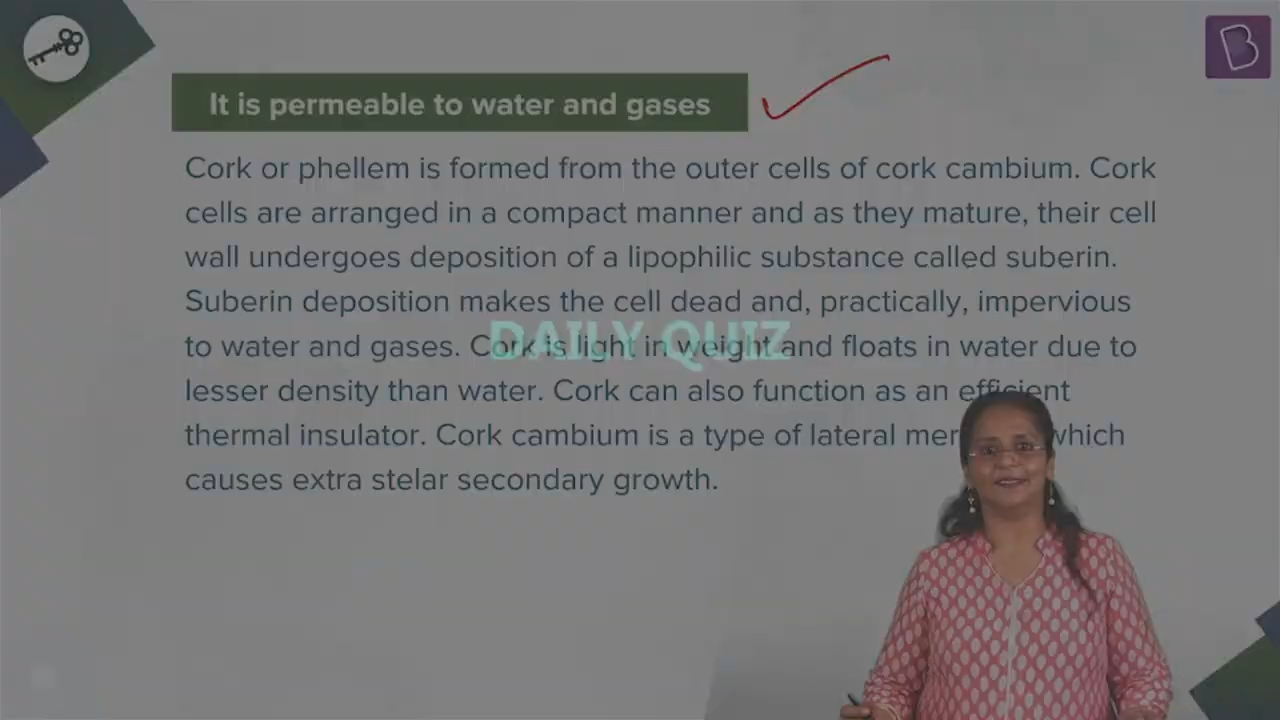 It is permeable to water and gases
Cork or phellem is formed from the outer cells of cork cambium. Cork
cells are arranged in a compact manner and as they mature, their cell
wall undergoes deposition of a lipophilic substance called suberin.
Suberin deposition makes the cell dead and, practically, impervious
to water and gases. Cork is light in weight and floats in water due to
DAILY QUIZ
lesser density than water. Cork can also function as an efficient
thermal insulator. Cork cambium is a type of lateral which
causes extra stelar secondary growth.
B